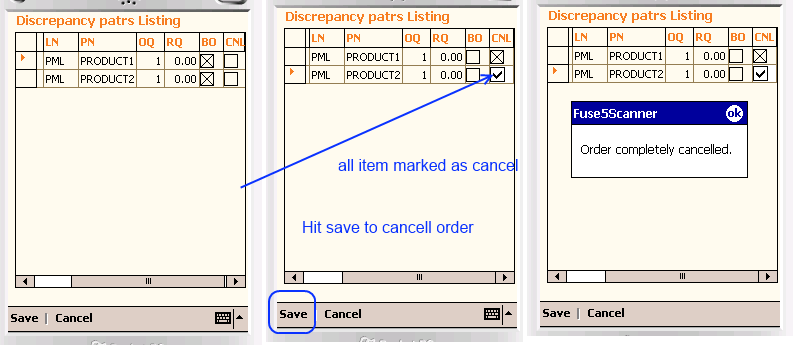 Discrepancy patrs Listing
LN PN OQ RQ BO CNL
PML PRODUCT1 1 0.00
PML PRODUCT2 1 0.00
Save | Cancel
Discrepancy patrs Listing
LN PN OQ RQ BO CNL
PML PRODUCT1 1 0.00
PML PRODUCT2 1 0.00
all item marked as cancel
Hit save to cancell order
Save | Cancel
Discrepancy patrs Listing
LN PN OQ RQ BO CNL
PML PRODUCT1 1 0.00
PML PRODUCT2 1 0.00
Fuse5Scanner ok
Order completely cancelled.
Save | Cancel